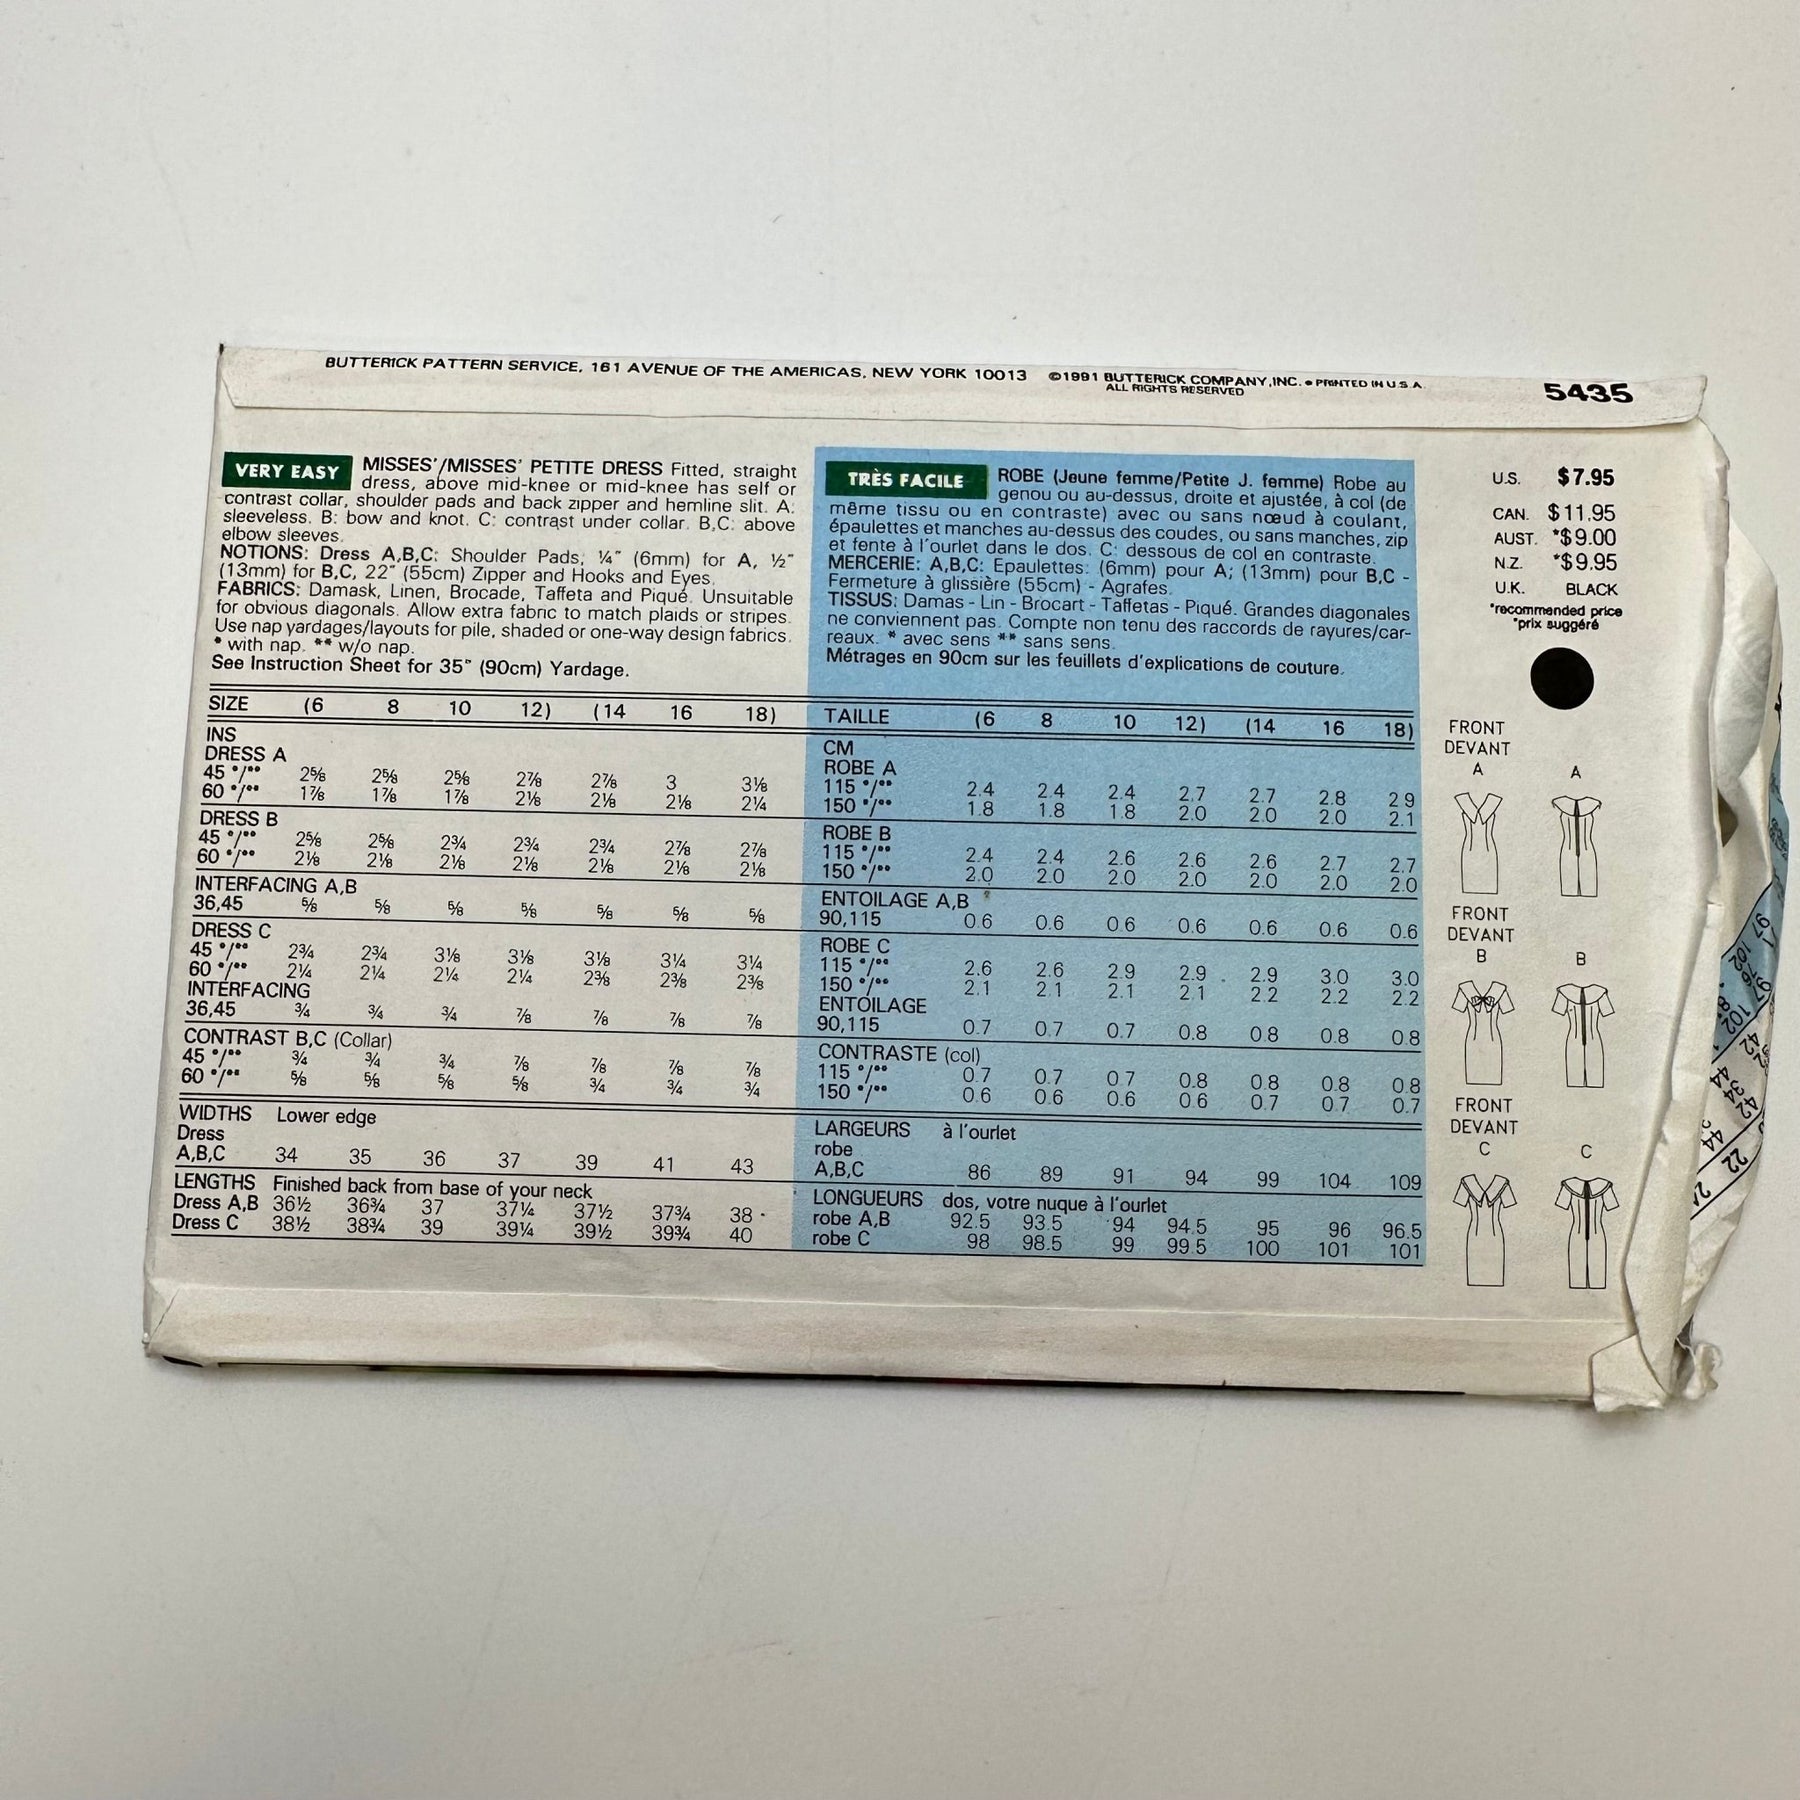 BUTTERICK PATTERN SERVICE, 161 AVENUE OF THE AMERICAS, NEW YORK 10013 ©1991 BUTTERICK COMPANY, INC. • PRINTED IN U.S.A.
ALL RIGHTS RESERVED
5435
VERY EASY
MISSES'/MISSES' PETITE DRESS Fitted, straight
dress, above mid-knee or mid-knee has self or
contrast collar, shoulder pads and back zipper and hemline slit. A:
sleeveless. B: bow and knot. C: contrast under collar. B,C: above
elbow sleeves.
NOTIONS: Dress A,B,C: Shoulder Pads, ¼" (6mm) for A, ½"
(13mm) for B,C, 22" (55cm) Zipper and Hooks and Eyes.
FABRICS: Damask, Linen, Brocade, Taffeta and Piqué. Unsuitable
for obvious diagonals. Allow extra fabric to match plaids or stripes.
Use nap yardages/layouts for pile, shaded or one-way design fabrics.
* with nap. ** w/o nap.
See Instruction Sheet for 35" (90cm) Yardage.
SIZE (6 8 10 12) (14 16 18)
INS
DRESS A
45 */** 2⅝ 2⅝ 2⅝ 2⅞ 2⅞ 3 3⅛
60 */** 1⅞ 1⅞ 1⅞ 2⅛ 2⅛ 2⅛ 2¼
DRESS B
45 */** 2⅝ 2⅝ 2¾ 2¾ 2¾ 2⅞ 2⅞
60 */** 2⅛ 2⅛ 2⅛ 2⅛ 2⅛ 2⅛ 2⅛
INTERFACING A,B
36,45 ⅝ ⅝ ⅝ ⅝ ⅝ ⅝ ⅝
DRESS C
45 */** 2¾ 2¾ 3⅛ 3⅛ 3⅛ 3¼ 3¼
60 */** 2¼ 2¼ 2¼ 2¼ 2⅜ 2⅜ 2⅜
INTERFACING
36,45 ¾ ¾ ¾ ⅞ ⅞ ⅞ ⅞
CONTRAST B,C (Collar)
45 */** ¾ ¾ ¾ ⅞ ⅞ ⅞ ⅞
60 */** ⅝ ⅝ ⅝ ⅝ ¾ ¾ ¾
WIDTHS Lower edge
Dress
A,B,C 34 35 36 37 39 41 43
LENGTHS Finished back from base of your neck
Dress A,B 36½ 36¾ 37 37¼ 37½ 37¾ 38
Dress C 38½ 38¾ 39 39¼ 39½ 39¾ 40
TRÈS FACILE
ROBE (Jeune femme/Petite J. femme) Robe au
genou ou au-dessus, droite et ajustée, à col (de
même tissu ou en contraste) avec ou sans nœud à coulant,
épaulettes et manches au-dessus des coudes, ou sans manches, zip
et fente à l'ourlet dans le dos. C: dessous de col en contraste.
MERCERIE: A,B,C: Epaulettes: (6mm) pour A; (13mm) pour B,C -
Fermeture à glissière (55cm) - Agrafes.
TISSUS: Damas - Lin - Brocart - Taffetas - Piqué. Grandes diagonales
ne conviennent pas. Compte non tenu des raccords de rayures/car-
reaux. * avec sens ** sans sens.
Métrages en 90cm sur les feuillets d'explications de couture.
TAILLE (6 8 10 12) (14 16 18)
CM
ROBE A
115 */** 2.4 2.4 2.4 2.7 2.7 2.8 2.9
150 */** 1.8 1.8 1.8 2.0 2.0 2.0 2.1
ROBE B
115 */** 2.4 2.4 2.6 2.6 2.6 2.7 2.7
150 */** 2.0 2.0 2.0 2.0 2.0 2.0 2.0
ENTOILAGE A,B
90,115 0.6 0.6 0.6 0.6 0.6 0.6 0.6
ROBE C
115 */** 2.6 2.6 2.9 2.9 2.9 3.0 3.0
150 */** 2.1 2.1 2.1 2.1 2.2 2.2 2.2
ENTOILAGE
90,115 0.7 0.7 0.7 0.8 0.8 0.8 0.8
CONTRASTE (col)
115 */** 0.7 0.7 0.7 0.8 0.8 0.8 0.8
150 */** 0.6 0.6 0.6 0.6 0.7 0.7 0.7
LARGEURS à l'ourlet
robe
A,B,C 86 89 91 94 99 104 109
LONGUEURS dos, votre nuque à l'ourlet
robe A,B 92.5 93.5 94 94.5 95 96 96.5
robe C 98 98.5 99 99.5 100 101 101
U.S. $7.95
CAN. $11.95
AUST. *$9.00
N.Z. *$9.95
U.K. BLACK
*recommended price
*prix suggéré
FRONT
DEVANT
A A
FRONT
DEVANT
B B
FRONT
DEVANT
C C